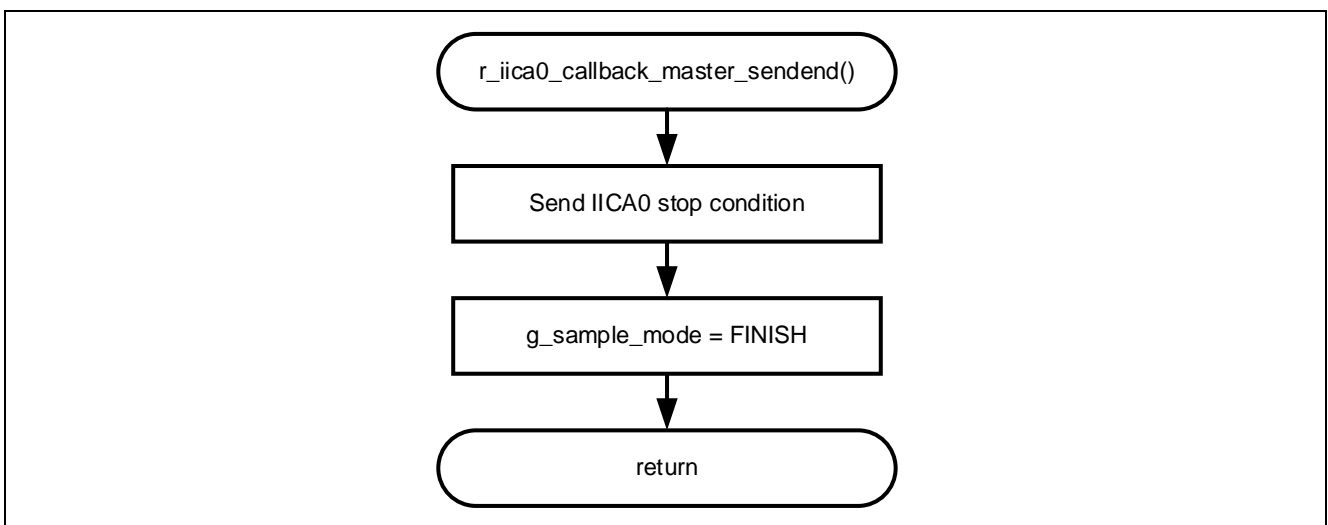 r_iica0_callback_master_sendend()
Send IICA0 stop condition
g_sample_mode = FINISH
return